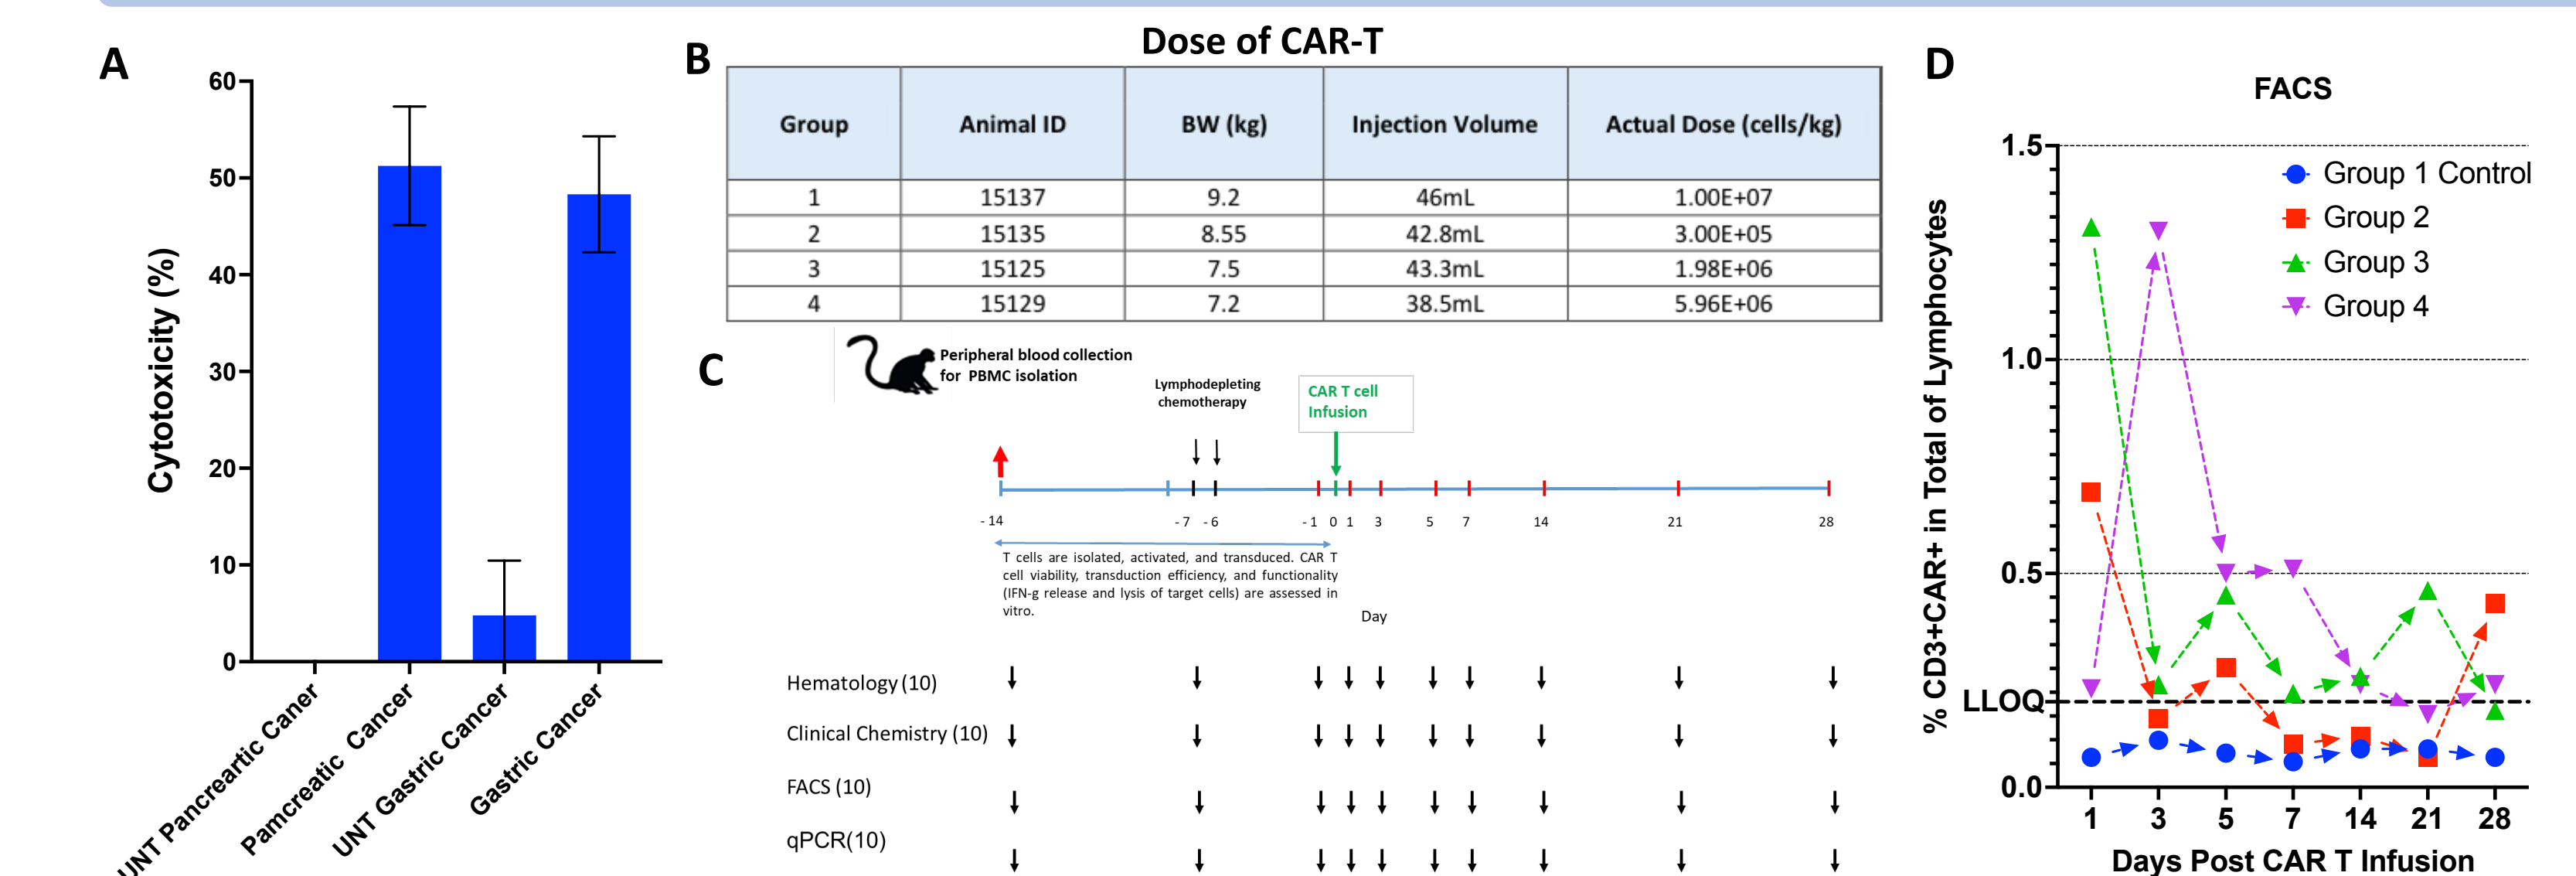 A
Cytotoxicity (%)
60
50
40
30
20
10
0
UNT Pancreartic Caner
Pamcreatic Cancer
UNT Gastric Cancer
Gastric Cancer
B
Dose of CAR-T
Group Animal ID BW (kg) Injection Volume Actual Dose (cells/kg)
1 15137 9.2 46mL 1.00E+07
2 15135 8.55 42.8mL 3.00E+05
3 15125 7.5 43.3mL 1.98E+06
4 15129 7.2 38.5mL 5.96E+06
C
Peripheral blood collection
for PBMC isolation
Lymphodepleting
chemotherapy
CAR T cell
Infusion
- 14 - 7 - 6 - 1 0 1 3 5 7 14 21 28
T cells are isolated, activated, and transduced. CAR T
cell viability, transduction efficiency, and functionality
(IFN-g release and lysis of target cells) are assessed in
vitro.
Day
Hematology (10)
Clinical Chemistry (10)
FACS (10)
qPCR(10)
D
FACS
% CD3+CAR+ in Total of Lymphocytes
1.5
1.0
0.5
LLOQ
0.0
Group 1 Control
Group 2
Group 3
Group 4
1 3 5 7 14 21 28
Days Post CAR T Infusion